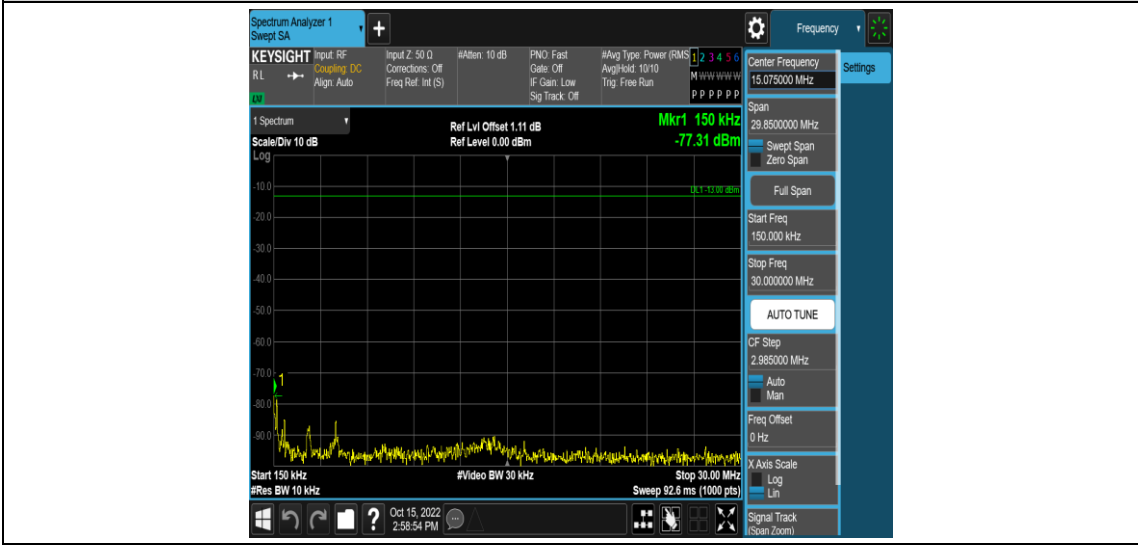 Spectrum Analyzer 1
Swept SA
Frequency
KEYSIGHT
RL
Input: RF
Coupling: DC
Align: Auto
Input Z: 50 Ω
Corrections: Off
Freq Ref: Int (S)
#Atten: 10 dB
PNO: Fast
Gate: Off
IF Gain: Low
Sig Track: Off
#Avg Type: Power (RMS
Avg|Hold: 10/10
Trig: Free Run
1 2 3 4 5 6
M W W W W W
P P P P P P
1 Spectrum
Scale/Div 10 dB
Log
Ref Lvl Offset 1.11 dB
Ref Level 0.00 dBm
Mkr1 150 kHz
-77.31 dBm
DL1 -13.00 dBm
-10.0
-20.0
-30.0
-40.0
-50.0
-60.0
-70.0
1
-80.0
-90.0
Start 150 kHz
#Video BW 30 kHz
Stop 30.00 MHz
#Res BW 10 kHz
Sweep 92.6 ms (1000 pts)
Oct 15, 2022
2:58:54 PM
?
Settings
Center Frequency
15.075000 MHz
Span
29.8500000 MHz
Swept Span
Zero Span
Full Span
Start Freq
150.000 kHz
Stop Freq
30.000000 MHz
AUTO TUNE
CF Step
2.985000 MHz
Auto
Man
Freq Offset
0 Hz
X Axis Scale
Log
Lin
Signal Track
(Span Zoom)